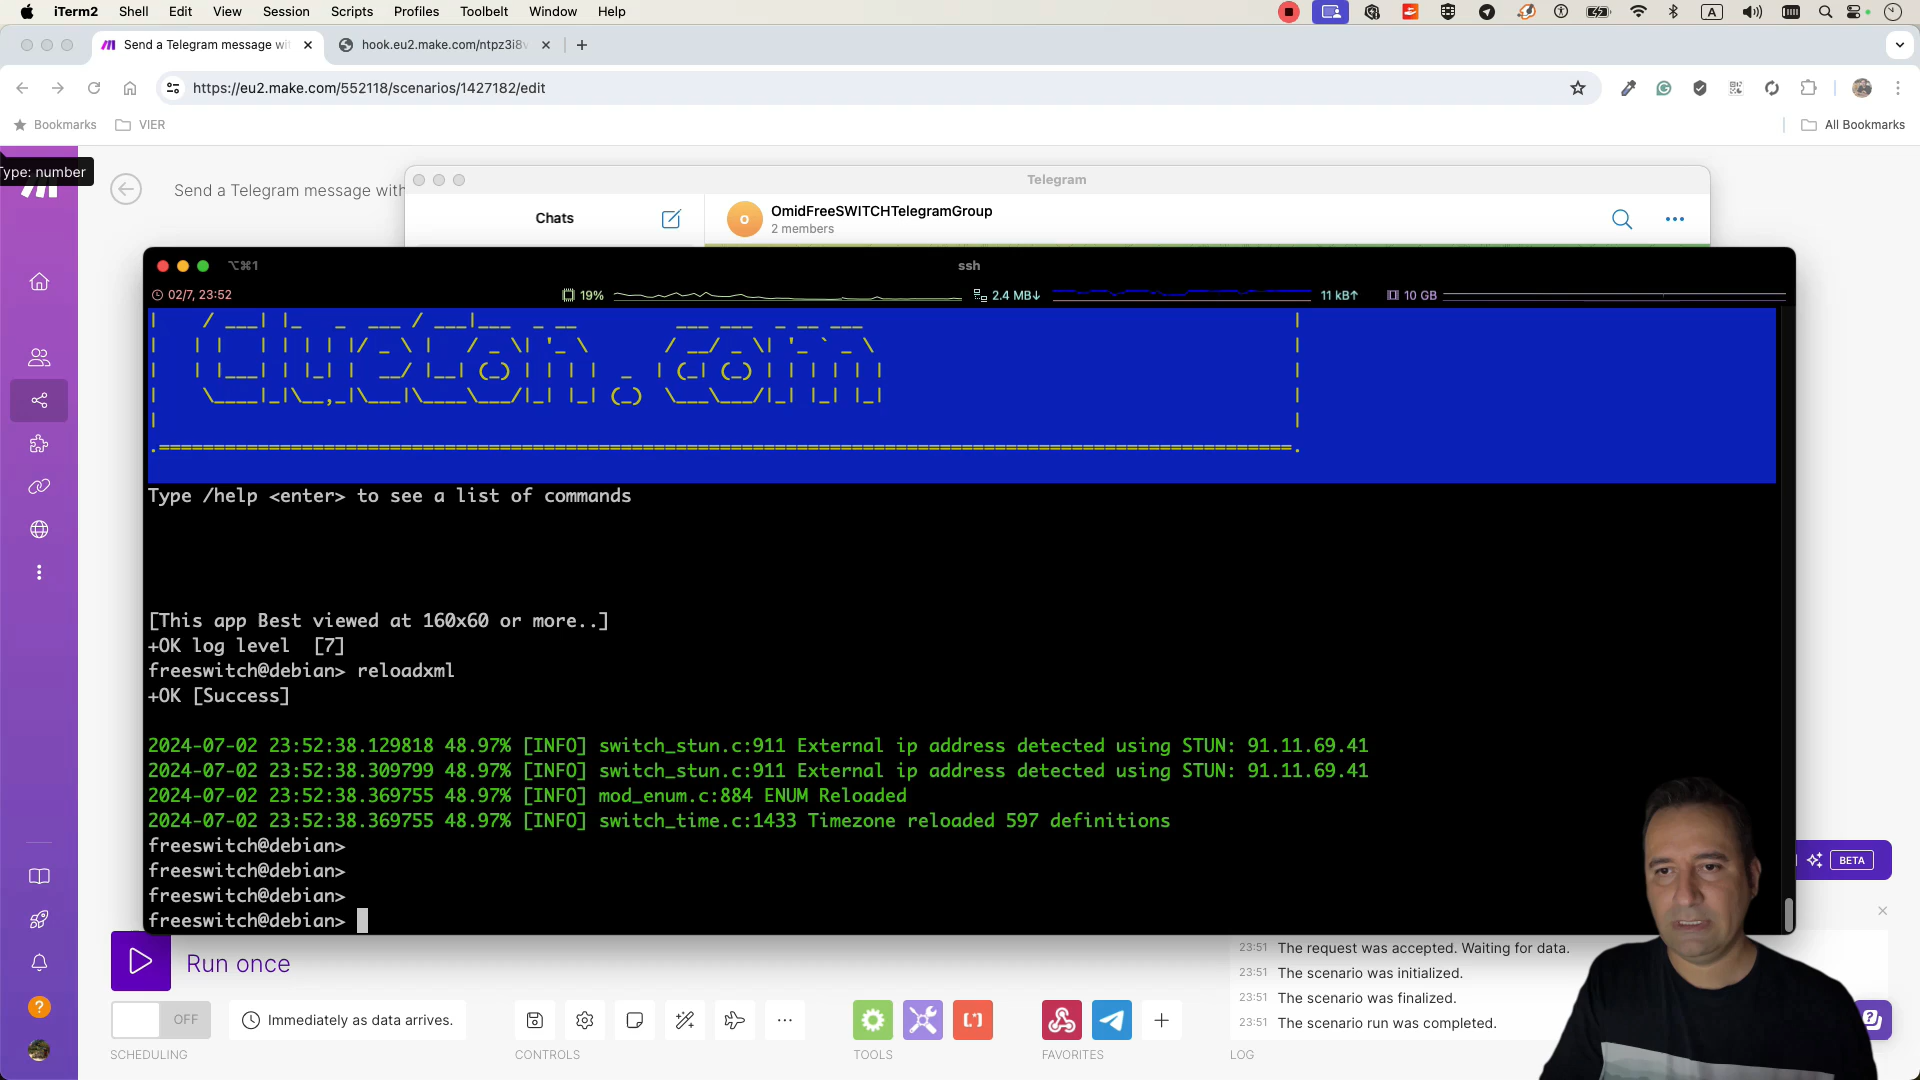 iTerm2 Shell Edit View Session Scripts Profiles Toolbelt Window Help
Send a Telegram message wit
hook.eu2.make.com/ntpz3i8v
https://eu2.make.com/552118/scenarios/1427182/edit
Bookmarks VIER All Bookmarks
Type: number
Send a Telegram message with
Telegram
Chats
O
OmidFreeSWITCHTelegramGroup
2 members
⌥⌘1 ssh
02/7, 23:52 19% 2.4 MB↓ 11 kB↑ 10 GB
ClueCon.com
Type /help <enter> to see a list of commands
[This app Best viewed at 160x60 or more..]
+OK log level  [7]
freeswitch@debian> reloadxml
+OK [Success]
2024-07-02 23:52:38.129818 48.97% [INFO] switch_stun.c:911 External ip address detected using STUN: 91.11.69.41
2024-07-02 23:52:38.309799 48.97% [INFO] switch_stun.c:911 External ip address detected using STUN: 91.11.69.41
2024-07-02 23:52:38.369755 48.97% [INFO] mod_enum.c:884 ENUM Reloaded
2024-07-02 23:52:38.369755 48.97% [INFO] switch_time.c:1433 Timezone reloaded 597 definitions
freeswitch@debian>
freeswitch@debian>
freeswitch@debian>
freeswitch@debian>
BETA
Run once
23:51 The request was accepted. Waiting for data.
23:51 The scenario was initialized.
23:51 The scenario was finalized.
23:51 The scenario run was completed.
OFF
Immediately as data arrives.
SCHEDULING CONTROLS TOOLS FAVORITES LOG